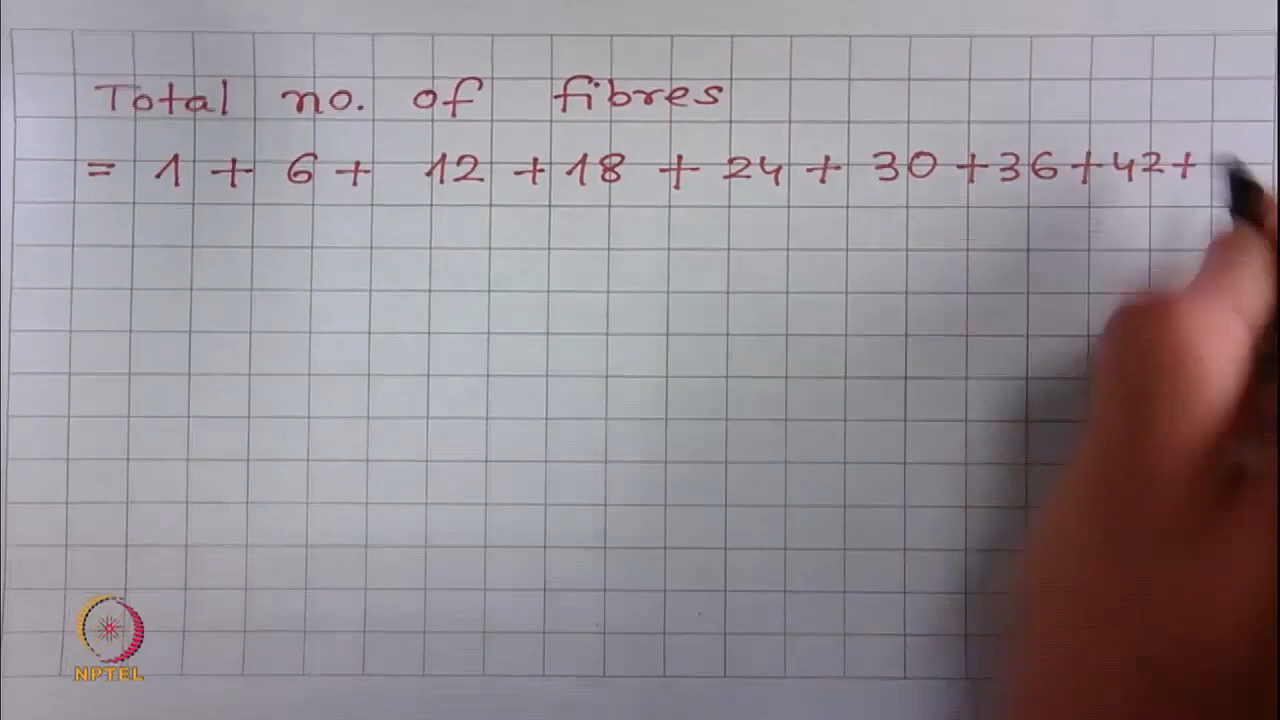 Total no. of fibres
= 1 + 6 + 12 + 18 + 24 + 30 + 36 + 42 +
NPTEL